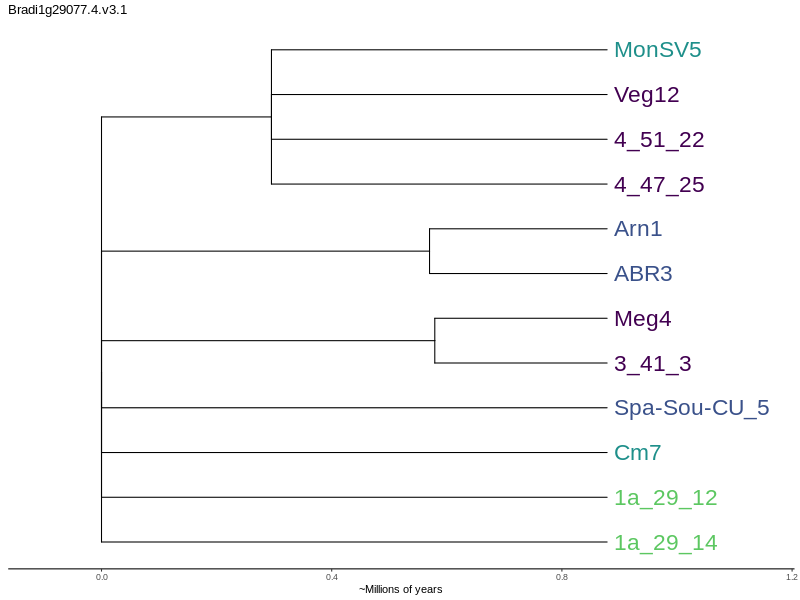 Bradi1g29077.4.v3.1
MonSV5
Veg12
4_51_22
4_47_25
Arn1
ABR3
Meg4
3_41_3
Spa-Sou-CU_5
Cm7
1a_29_12
1a_29_14
0.0 0.4 0.8 1.2
~Millions of years